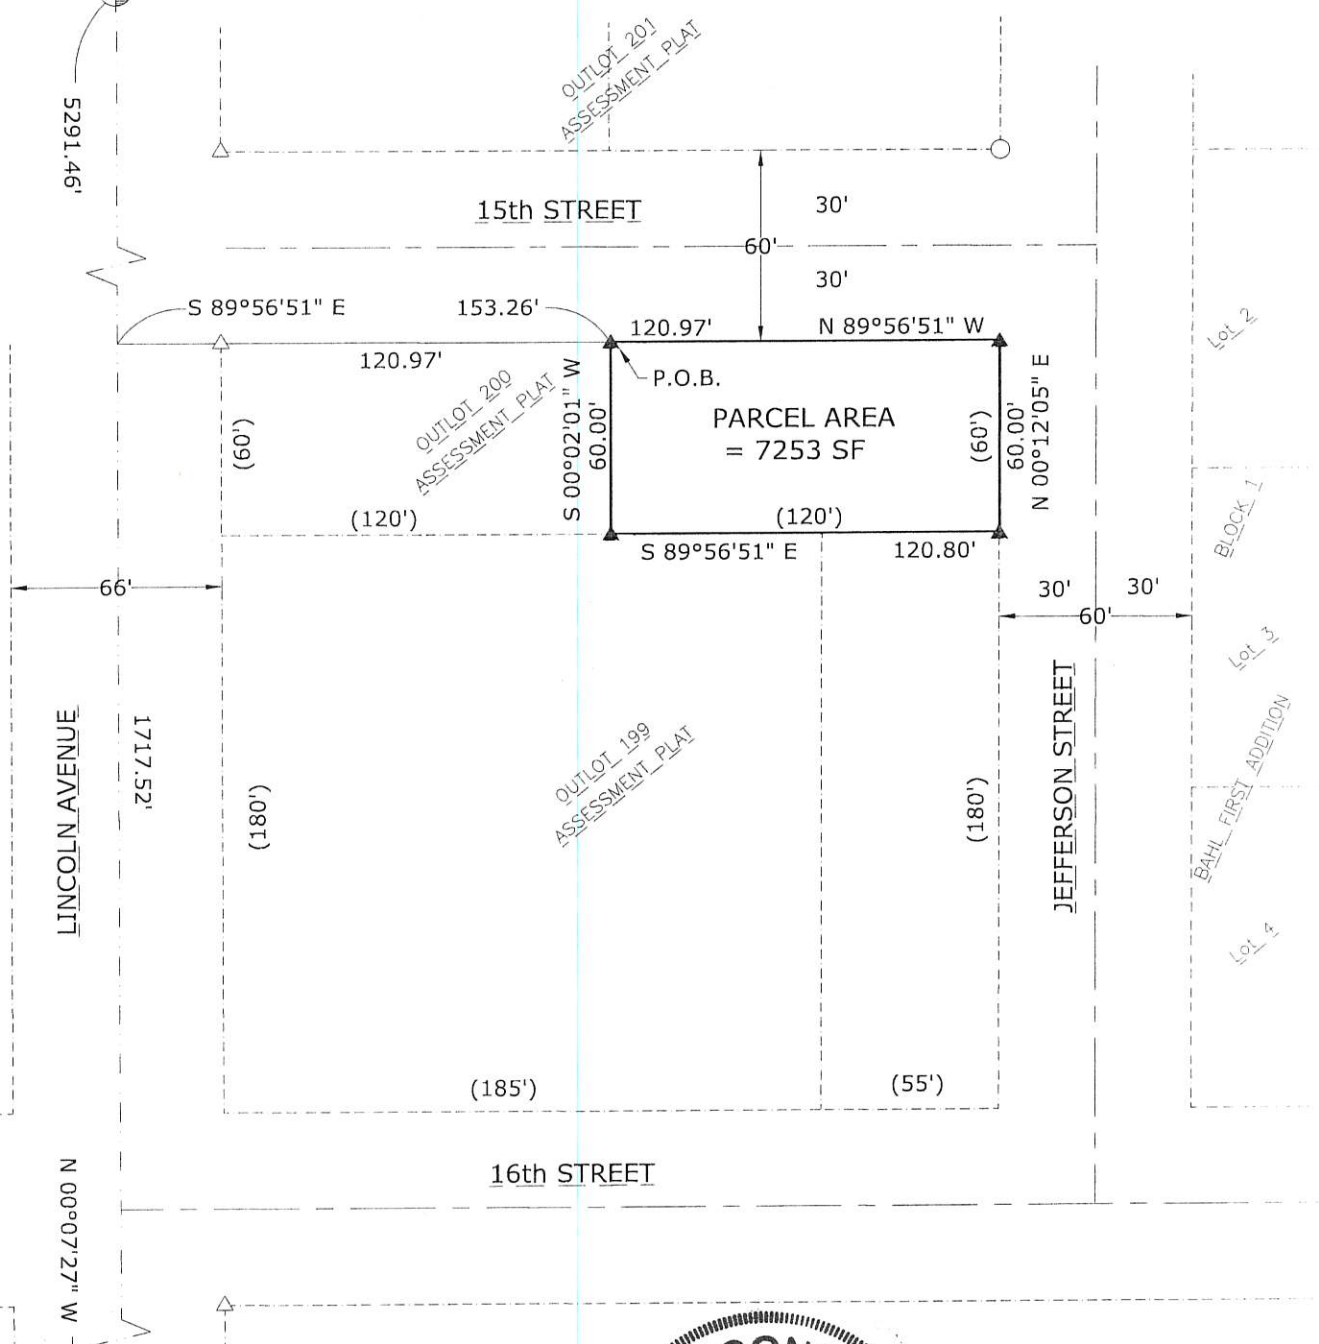 OUTLOT 201
ASSESSMENT PLAT
5291.46'
15th STREET
30'
60'
30'
S 89°56'51" E
153.26'
120.97'
N 89°56'51" W
120.97'
P.O.B.
OUTLOT 200
ASSESSMENT PLAT
(60')
S 00°02'01" W
60.00'
PARCEL AREA
= 7253 SF
(60')
60.00'
N 00°12'05" E
Lot 2
(120')
(120')
S 89°56'51" E
120.80'
BLOCK 1
66'
30'
30'
60'
Lot 3
LINCOLN AVENUE
1717.52'
(180')
OUTLOT 199
ASSESSMENT PLAT
(180')
JEFFERSON STREET
BAHL FIRST ADDITION
Lot 4
(185')
(55')
16th STREET
N 00°07'27" W